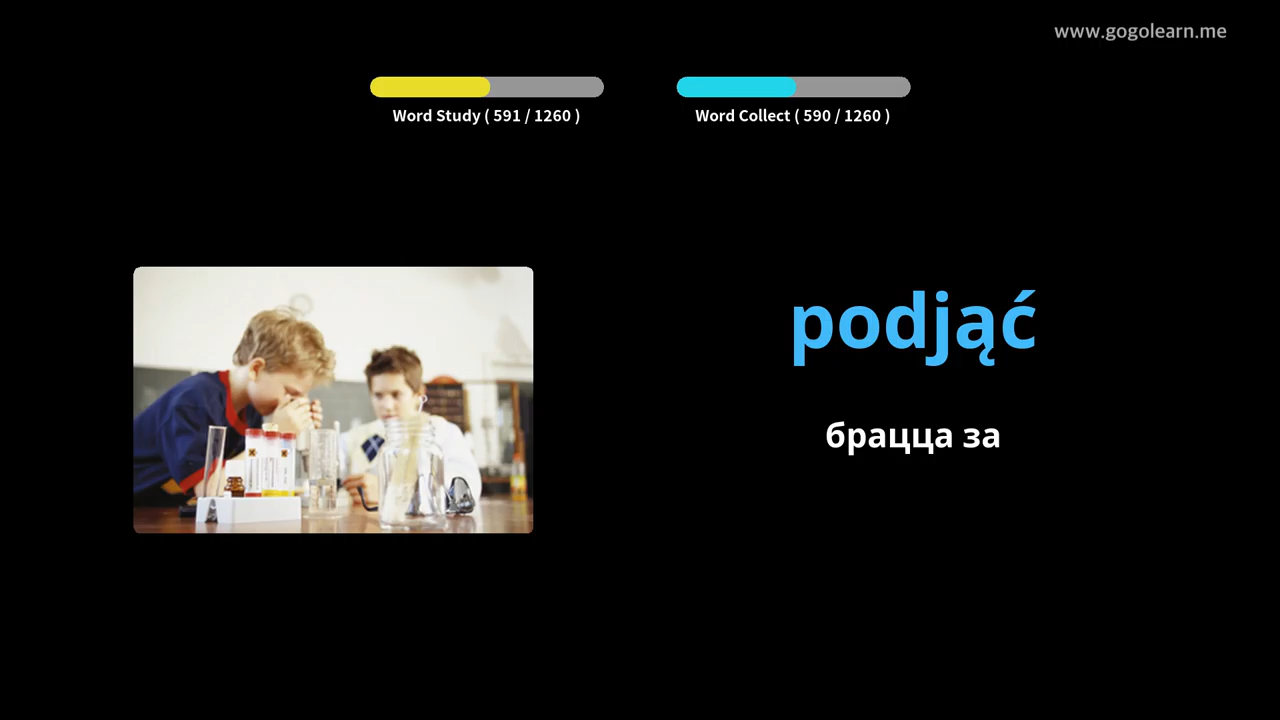 www.gogolearn.me
Word Study ( 591 / 1260 )
Word Collect ( 590 / 1260 )
podjąć
брацца за